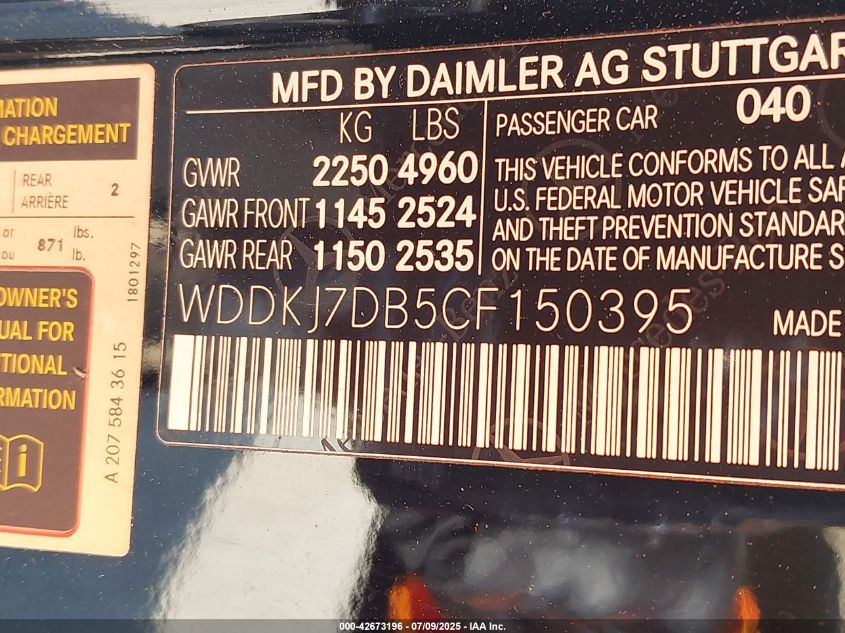 MATION
CHARGEMENT
REAR
ARRIÈRE 2
or 871 lbs.
ou lb.
1801297
OWNER'S
UAL FOR
ITIONAL
RMATION
A 207 584 36 15
MFD BY DAIMLER AG STUTTGAR
KG LBS PASSENGER CAR 040
GVWR 2250 4960
GAWR FRONT 1145 2524
GAWR REAR 1150 2535
THIS VEHICLE CONFORMS TO ALL A
U.S. FEDERAL MOTOR VEHICLE SAF
AND THEFT PREVENTION STANDAR
ON THE DATE OF MANUFACTURE S
WDDKJ7DB5CF150395
MADE
000-42673196 • 07/09/2025 • IAA Inc.